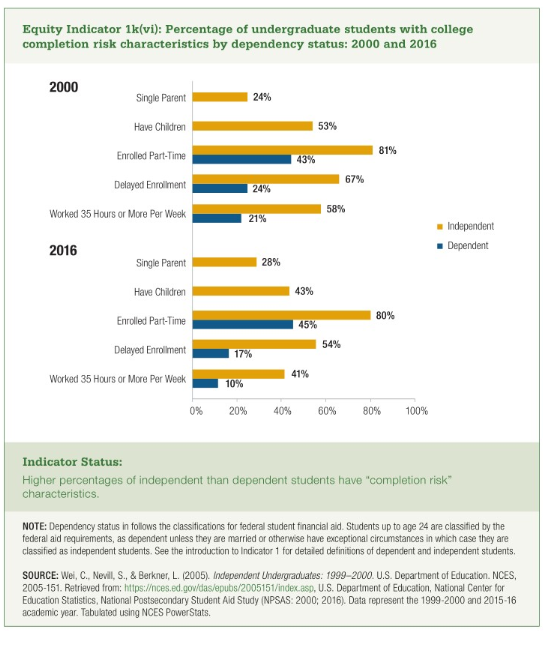 Equity Indicator 1k(vi): Percentage of undergraduate students with college
completion risk characteristics by dependency status: 2000 and 2016
2000
Single Parent 24%
Have Children 53%
Enrolled Part-Time 81%
43%
Delayed Enrollment 67%
24%
Worked 35 Hours or More Per Week 58%
21%
Independent
Dependent
2016
Single Parent 28%
Have Children 43%
Enrolled Part-Time 80%
45%
Delayed Enrollment 54%
17%
Worked 35 Hours or More Per Week 41%
10%
0% 20% 40% 60% 80% 100%
Indicator Status:
Higher percentages of independent than dependent students have “completion risk”
characteristics.
NOTE: Dependency status in follows the classifications for federal student financial aid. Students up to age 24 are classified by the
federal aid requirements, as dependent unless they are married or otherwise have exceptional circumstances in which case they are
classified as independent students. See the introduction to Indicator 1 for detailed definitions of dependent and independent students.
SOURCE: Wei, C., Nevill, S., & Berkner, L. (2005). Independent Undergraduates: 1999–2000. U.S. Department of Education. NCES,
2005-151. Retrieved from: https://nces.ed.gov/das/epubs/2005151/index.asp, U.S. Department of Education, National Center for
Education Statistics, National Postsecondary Student Aid Study (NPSAS: 2000; 2016). Data represent the 1999-2000 and 2015-16
academic year. Tabulated using NCES PowerStats.